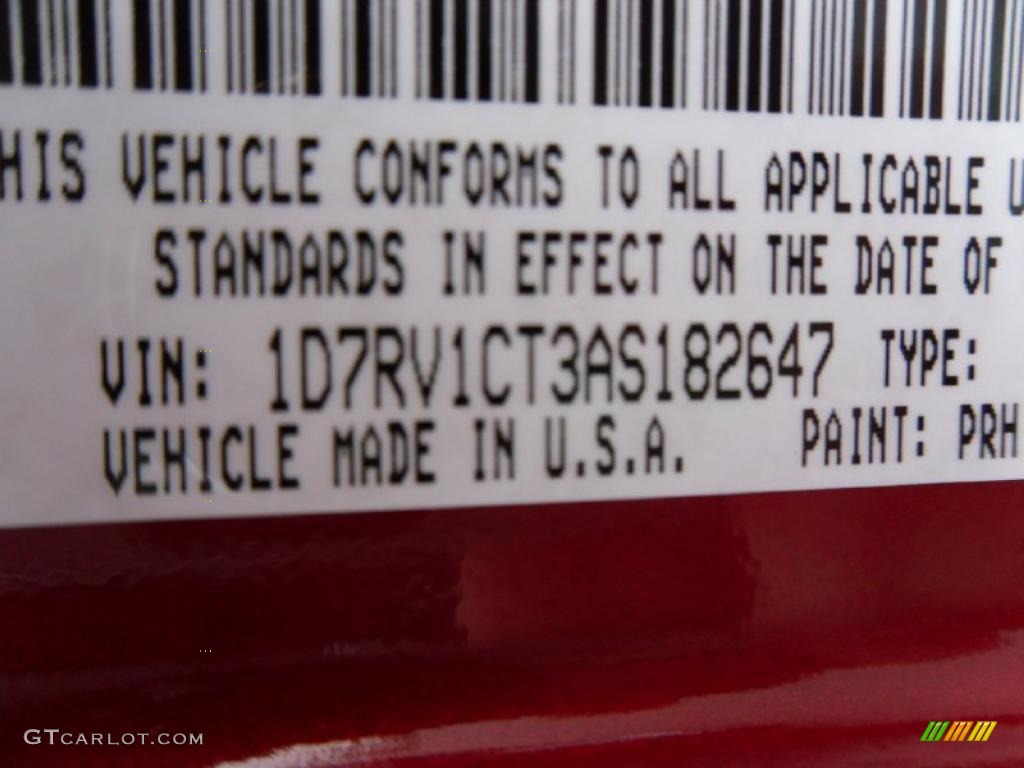 HIS VEHICLE CONFORMS TO ALL APPLICABLE U
STANDARDS IN EFFECT ON THE DATE OF
VIN: 1D7RV1CT3AS182647 TYPE:
VEHICLE MADE IN U.S.A. PAINT: PRH
GTCARLOT.COM